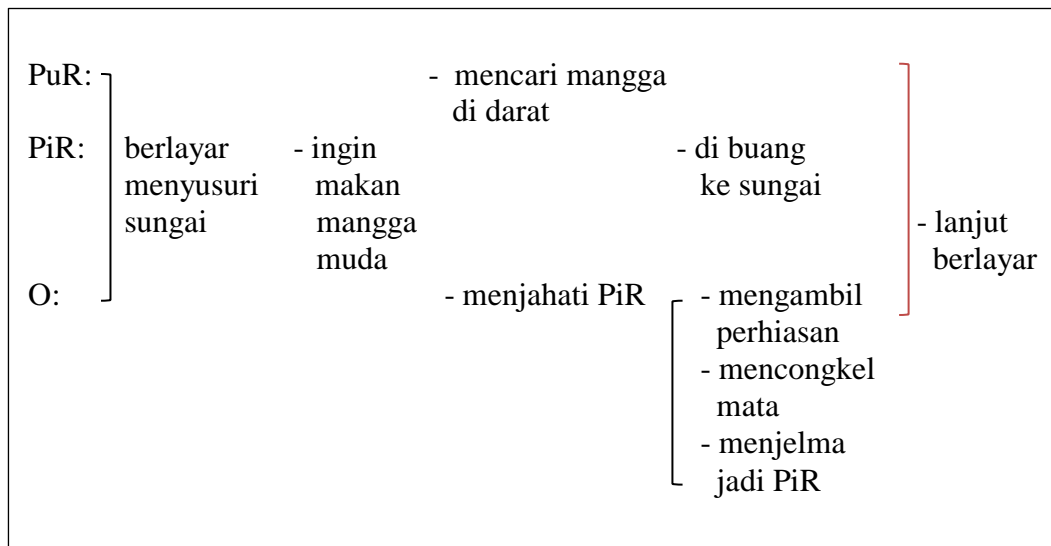 PuR: - mencari mangga
di darat
PiR: berlayar - ingin - di buang
menyusuri makan ke sungai
sungai mangga - lanjut
muda berlayar
O: - menjahati PiR - mengambil
perhiasan
- mencongkel
mata
- menjelma
jadi PiR